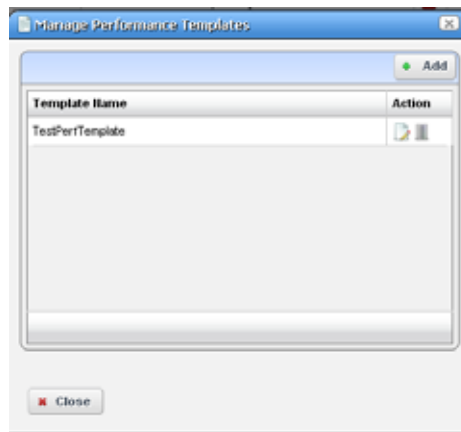 Manage Performance Templates
Add
Template Name Action
TestPerfTemplate
Close